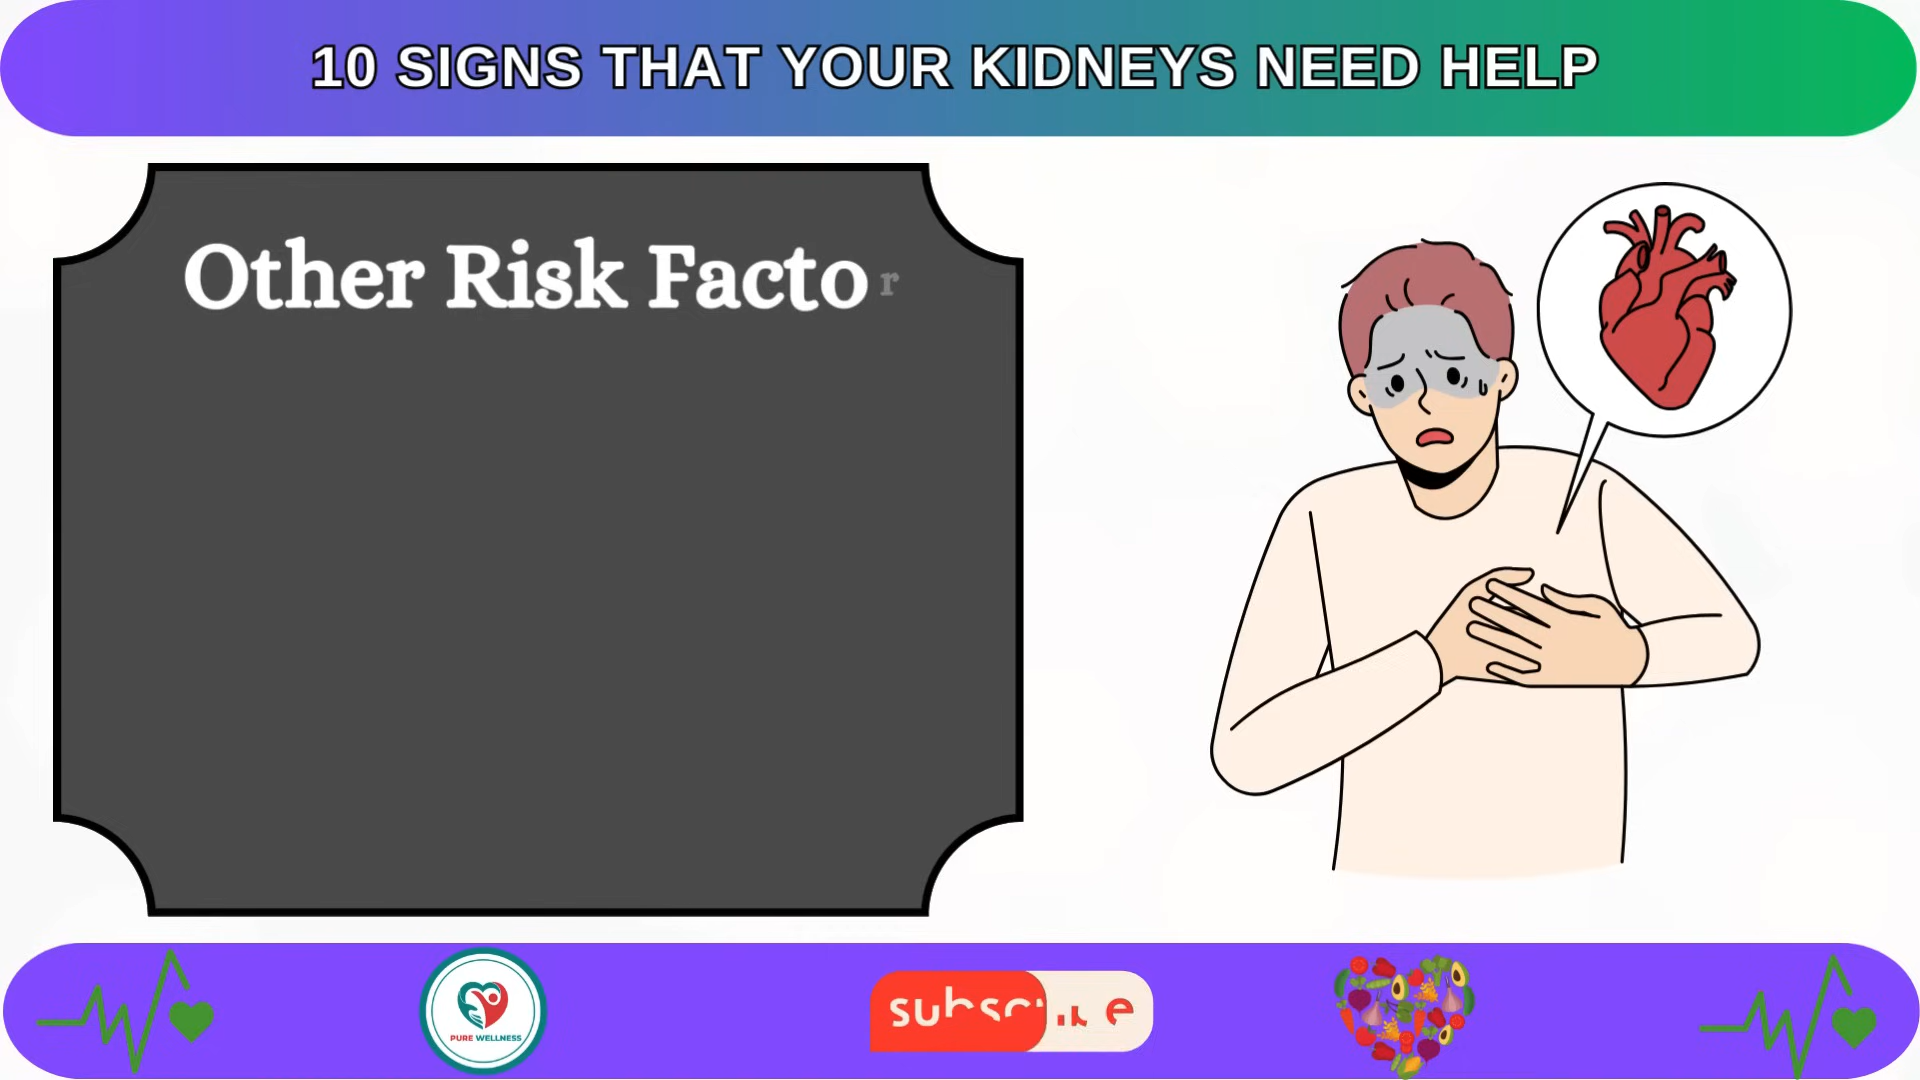 10 SIGNS THAT YOUR KIDNEYS NEED HELP
Other Risk Factor
PURE WELLNESS